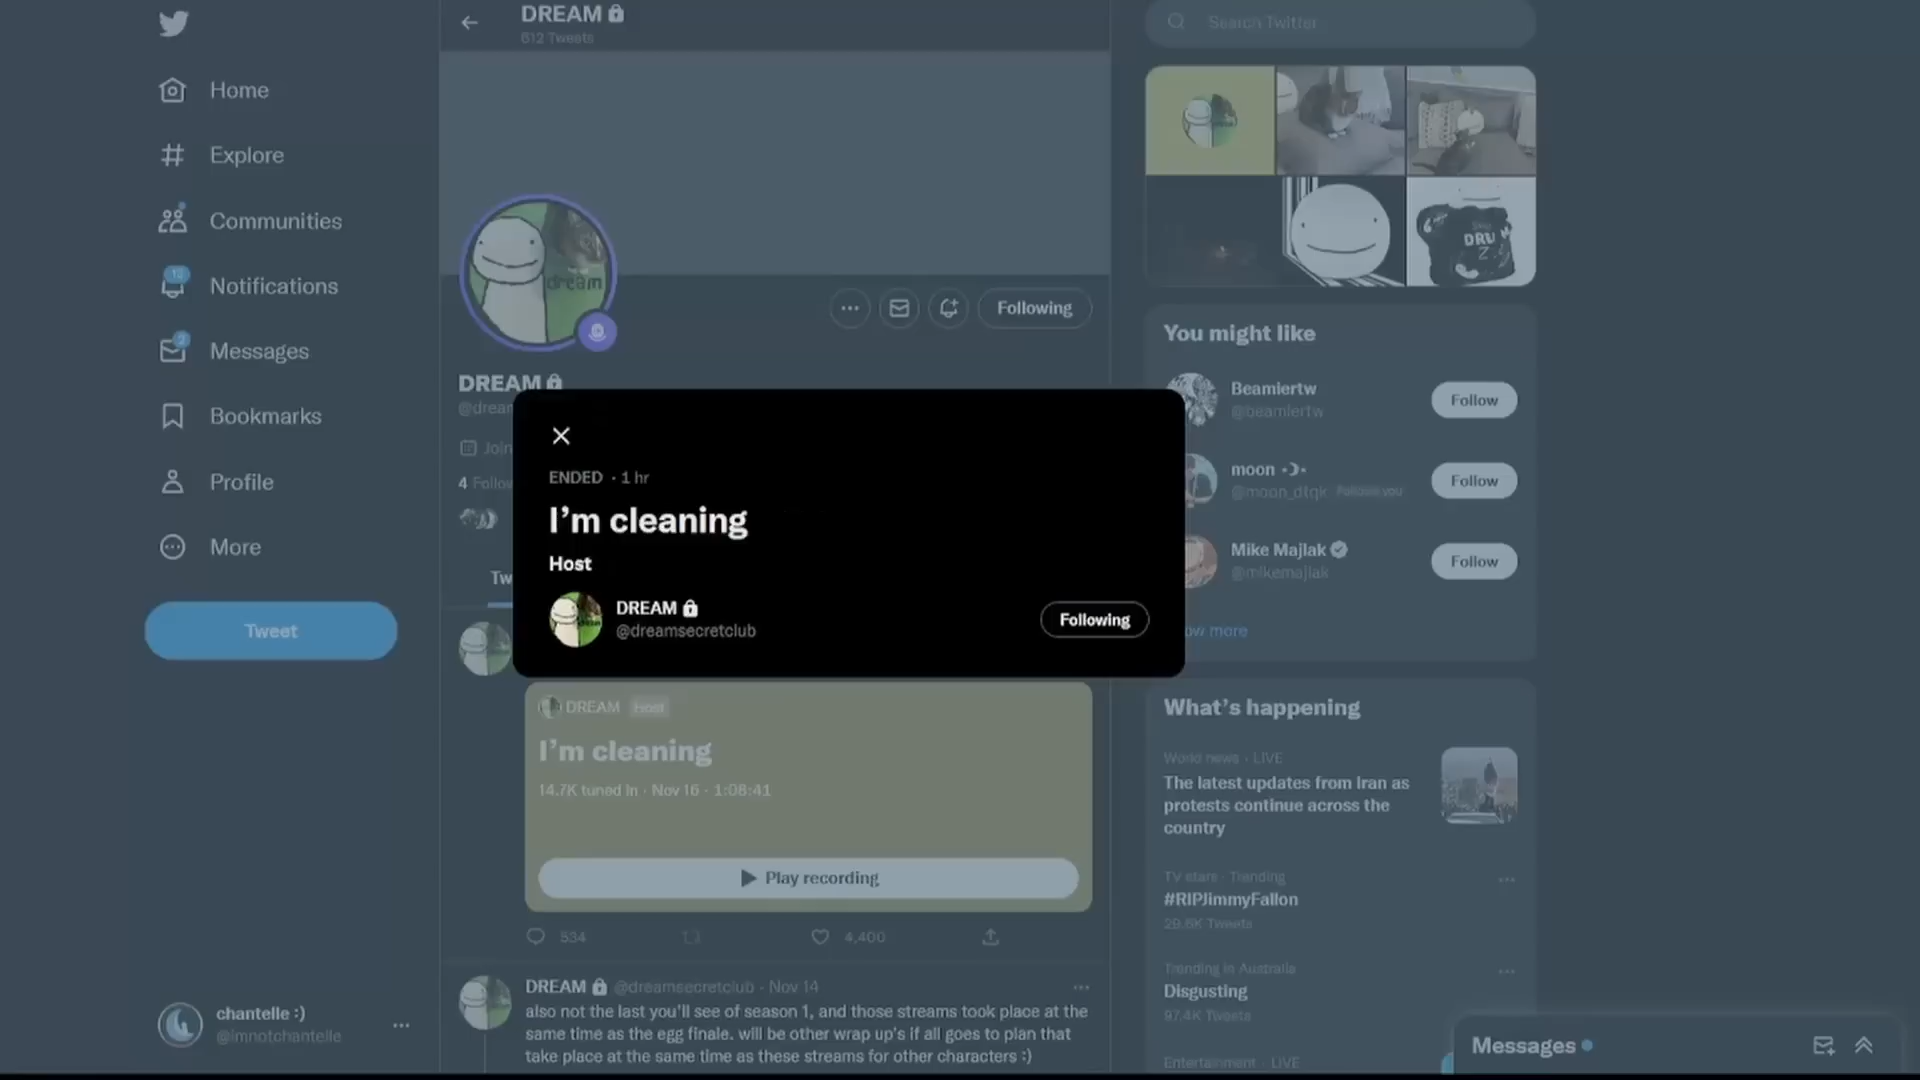 Home
Explore
Communities
Notifications
Messages
Bookmarks
Profile
More
Tweet
chantelle :)
@imnotchantelle
DREAM
612 Tweets
dream
Following
DREAM
4
ENDED · 1 hr
I'm cleaning
Host
DREAM
@dreamsecretclub
Following
DREAM Host
I'm cleaning
14.7K tuned in · Nov 16 · 1:08:41
Play recording
534
4,400
DREAM @dreamsecretclub · Nov 14
also not the last you'll see of season 1, and those streams took place at the
same time as the egg finale. will be other wrap up's if all goes to plan that
take place at the same time as these streams for other characters :)
Search Twitter
You might like
Beamiertw
@beamiertw
Follow
moon
@moon_dtqk Follows you
Follow
Mike Majlak
@mikemajlak
Follow
more
What's happening
World news · LIVE
The latest updates from Iran as
protests continue across the
country
TV stars · Trending
#RIPJimmyFallon
29.6K Tweets
Trending in Australia
Disgusting
97.4K Tweets
Entertainment · LIVE
Messages